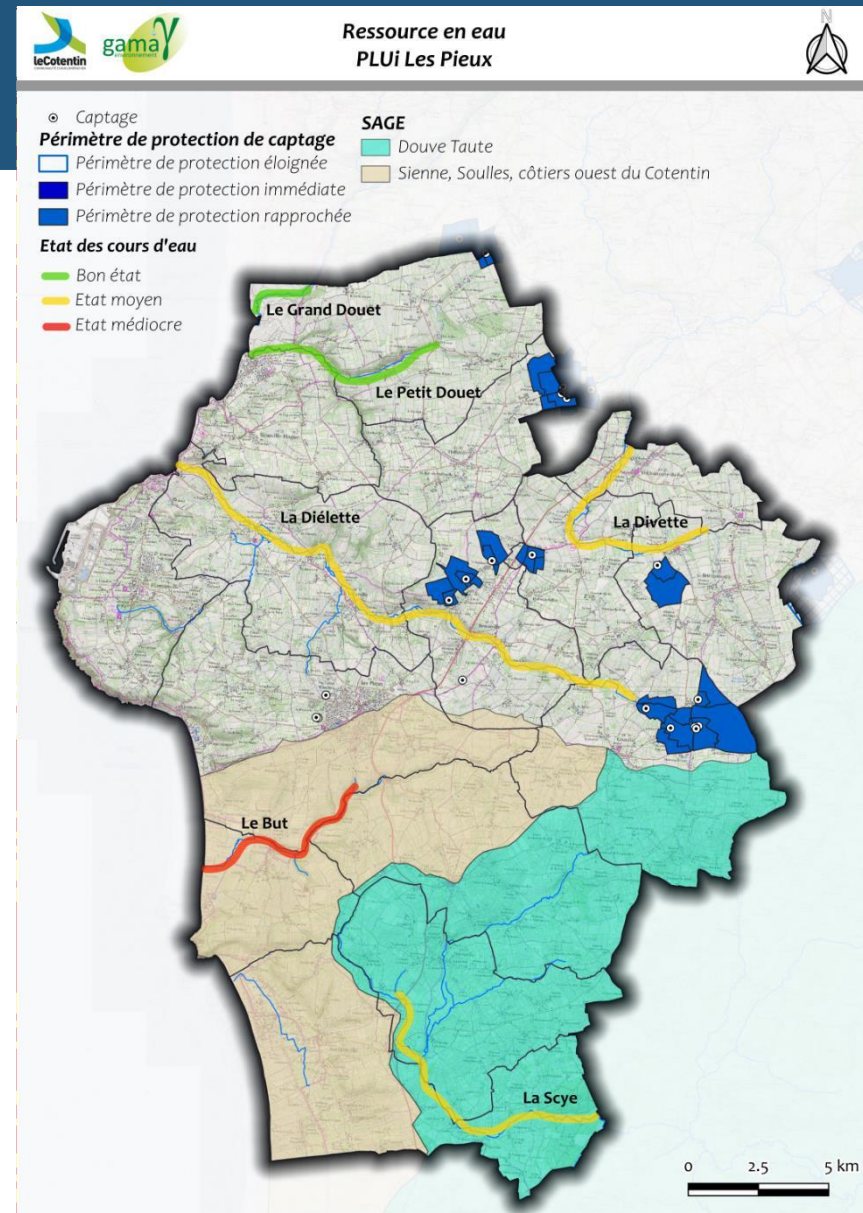 leCotentin
gama
environnement
Ressource en eau
PLUi Les Pieux
N
Captage
Périmètre de protection de captage
Périmètre de protection éloignée
Périmètre de protection immédiate
Périmètre de protection rapprochée
Etat des cours d'eau
Bon état
Etat moyen
Etat médiocre
SAGE
Douve Taute
Sienne, Soulles, côtiers ouest du Cotentin
Le Grand Douet
Le Petit Douet
La Diélette
La Divette
Le But
La Scye
0 2.5 5 km